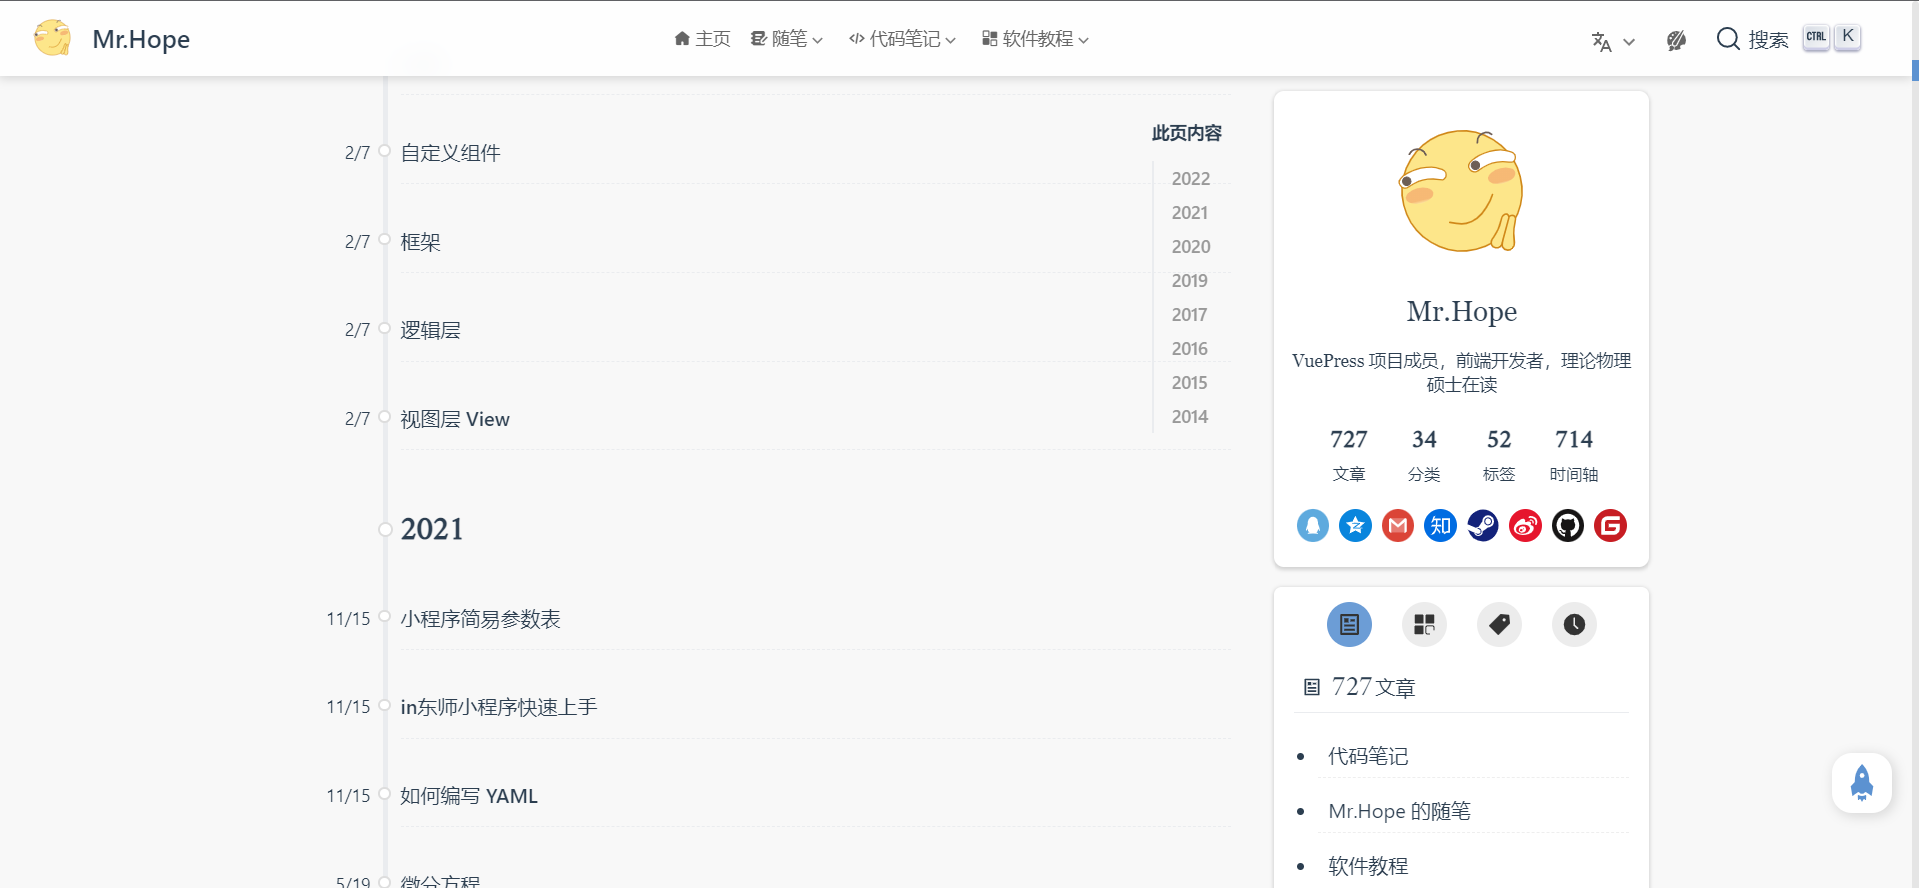 Mr.Hope
主页
随笔
代码笔记
软件教程
搜索
CTRL K
2/7 自定义组件
2/7 框架
2/7 逻辑层
2/7 视图层 View
2021
11/15 小程序简易参数表
11/15 in东师小程序快速上手
11/15 如何编写 YAML
5/19 微分方程
此页内容
2022
2021
2020
2019
2017
2016
2015
2014
Mr.Hope
VuePress 项目成员，前端开发者，理论物理
硕士在读
727 34 52 714
文章 分类 标签 时间轴
知
727 文章
代码笔记
Mr.Hope 的随笔
软件教程